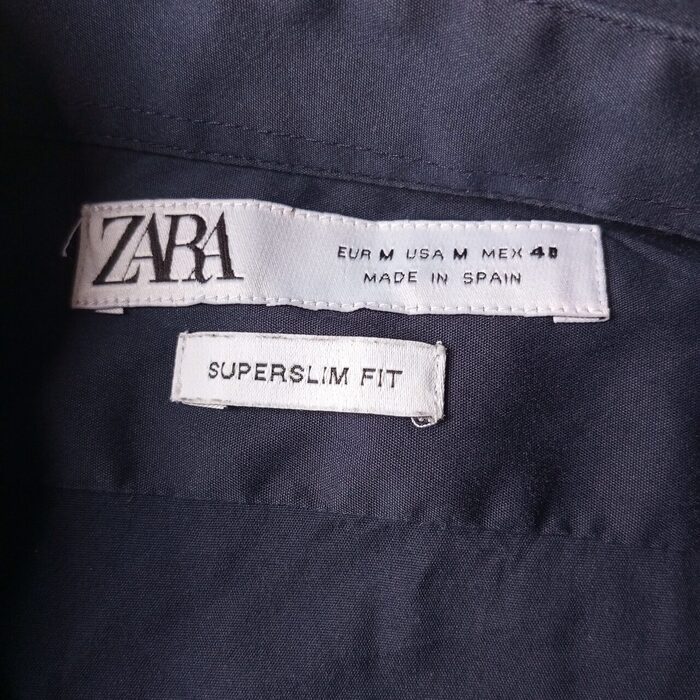 ZARA
EUR M USA M MEX 40
MADE IN SPAIN
SUPERSLIM FIT